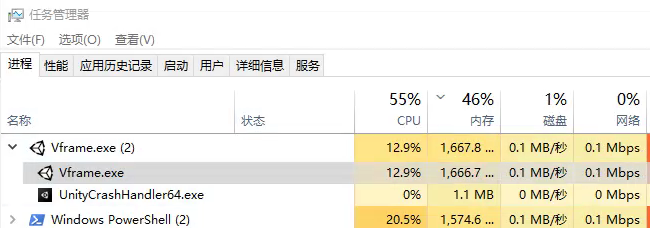 任务管理器
文件(F) 选项(O) 查看(V)
进程 性能 应用历史记录 启动 用户 详细信息 服务
55% 46% 1% 0%
名称 状态 CPU 内存 磁盘 网络
Vframe.exe (2) 12.9% 1,667.8 ... 0.1 MB/秒 0.1 Mbps
Vframe.exe 12.9% 1,666.7 ... 0.1 MB/秒 0.1 Mbps
UnityCrashHandler64.exe 0% 1.1 MB 0 MB/秒 0 Mbps
Windows PowerShell (2) 20.5% 1,574.6 ... 0.1 MB/秒 0.1 Mbps